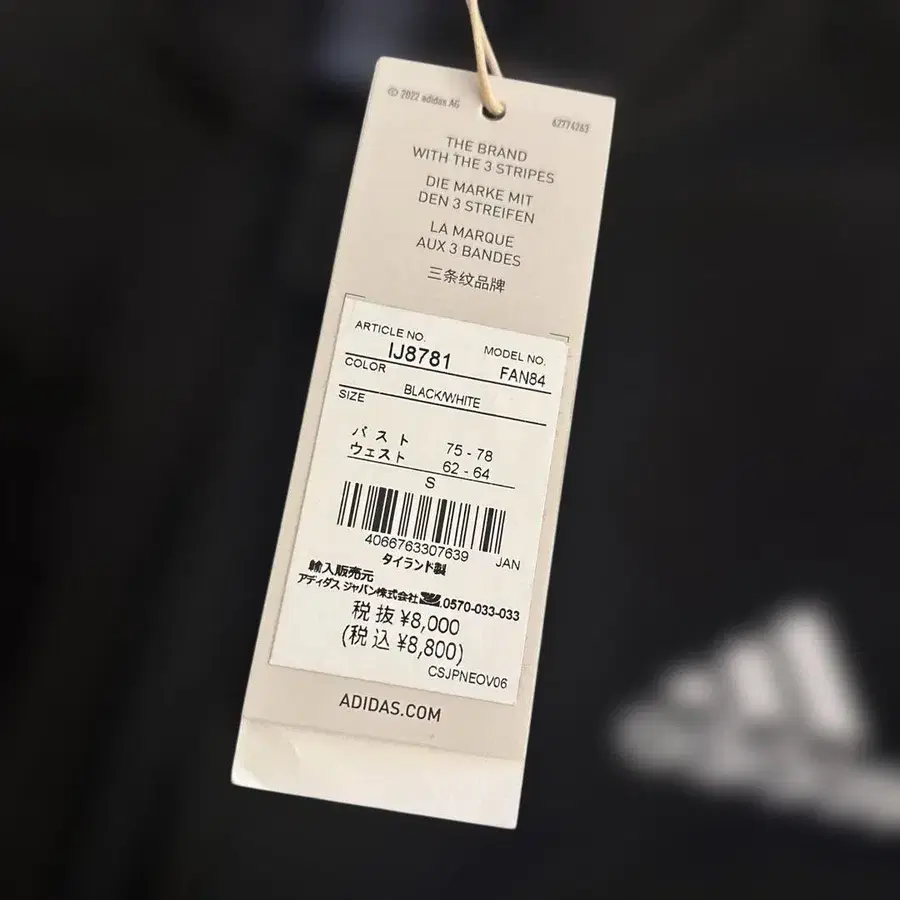 © 2022 adidas AG
62774263
THE BRAND
WITH THE 3 STRIPES
DIE MARKE MIT
DEN 3 STREIFEN
LA MARQUE
AUX 3 BANDES
三条纹品牌
ARTICLE NO.
IJ8781
MODEL NO.
FAN84
COLOR
BLACK/WHITE
SIZE
バスト 75 - 78
ウェスト 62 - 64
S
4066763307639 JAN
タイランド製
輸入販売元
アディダス ジャパン株式会社 0570-033-033
税抜 ¥8,000
(税込 ¥8,800)
CSJPNEOV06
ADIDAS.COM